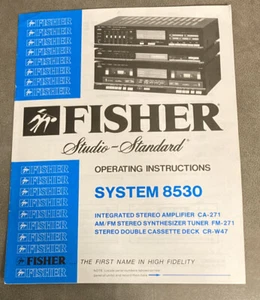 FISHER
FISHER
FISHER
FISHER
FISHER
FISHER
FISHER
FISHER
Studio-Standard
OPERATING INSTRUCTIONS
SYSTEM 8530
INTEGRATED STEREO AMPLIFIER CA-271
AM/FM STEREO SYNTHESIZER TUNER FM-271
STEREO DOUBLE CASSETTE DECK CR-W47
FISHER
FISHER
FISHER
FISHER
FISHER
FISHER
FISHER
FISHER
FISHER THE FIRST NAME IN HIGH FIDELITY
FISHER